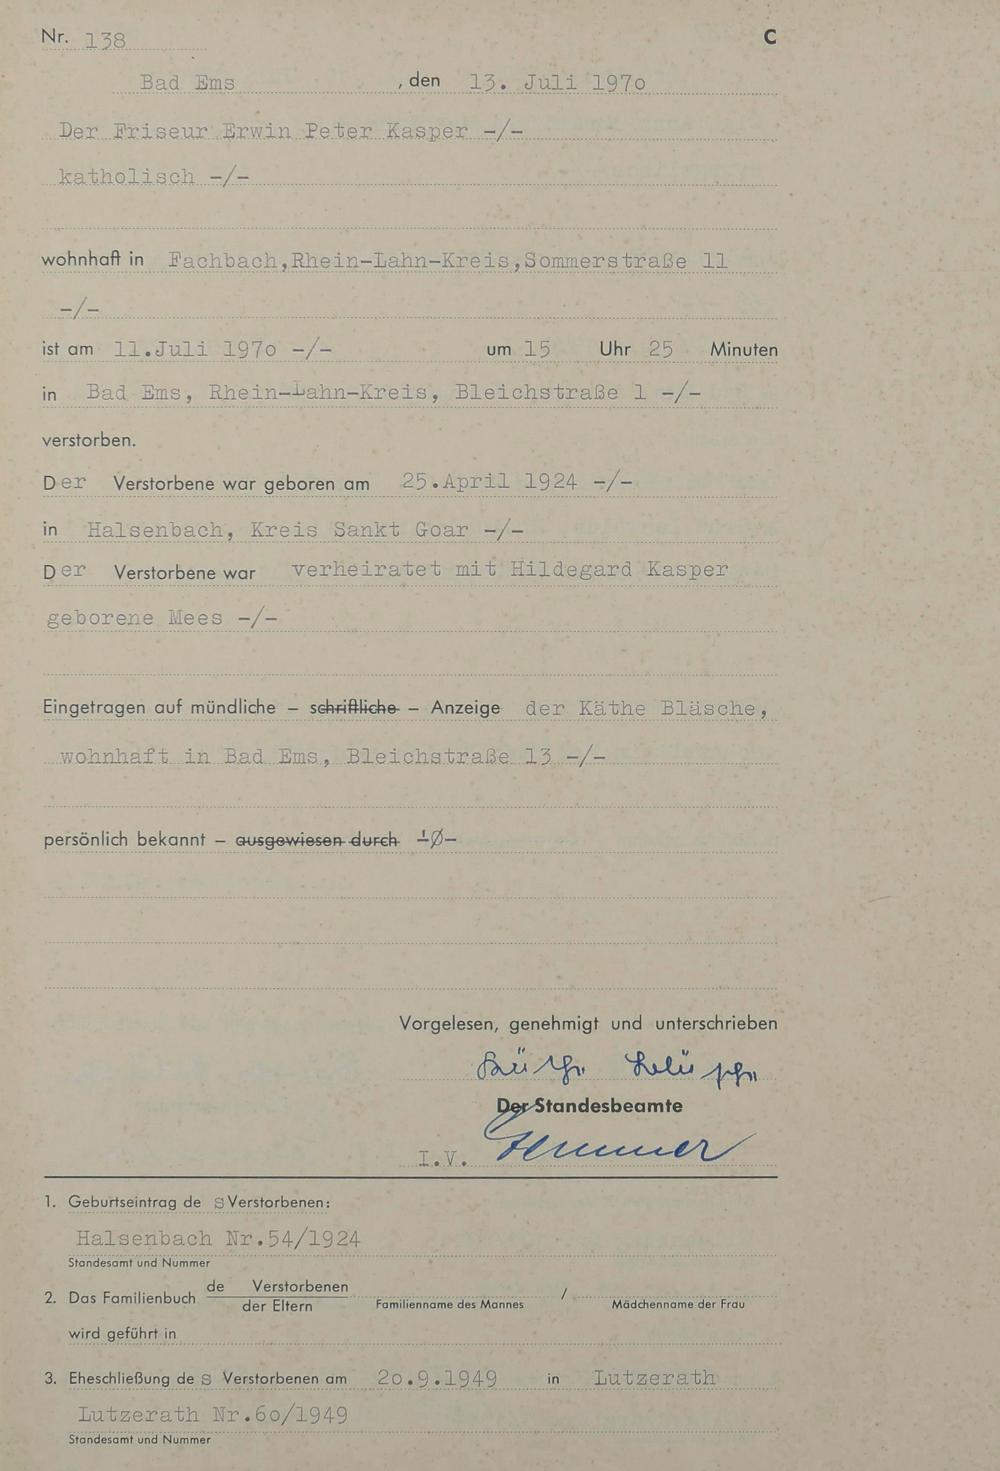 Nr. 138 C
Bad Ems , den 13. Juli 197o
Der Friseur Erwin Peter Kasper -/-
katholisch -/-
wohnhaft in Fachbach,Rhein-Lahn-Kreis,Sommerstraße 11
-/-
ist am 11.Juli 197o -/- um 15 Uhr 25 Minuten
in Bad Ems, Rhein-Lahn-Kreis, Bleichstraße 1 -/-
verstorben.
Der Verstorbene war geboren am 25.April 1924 -/-
in Halsenbach, Kreis Sankt Goar -/-
Der Verstorbene war verheiratet mit Hildegard Kasper
geborene Mees -/-
Eingetragen auf mündliche – schriftliche – Anzeige der Käthe Bläsche,
wohnhaft in Bad Ems, Bleichstraße 13 -/-
persönlich bekannt – ausgewiesen durch
Vorgelesen, genehmigt und unterschrieben
Käthe Bläsche
Der Standesbeamte
I.V.
1. Geburtseintrag de s Verstorbenen:
Halsenbach Nr.54/1924
Standesamt und Nummer
2. Das Familienbuch de Verstorbenen / der Eltern /
Familienname des Mannes Mädchenname der Frau
wird geführt in
3. Eheschließung de s Verstorbenen am 2o.9.1949 in Lutzerath
Lutzerath Nr.6o/1949
Standesamt und Nummer